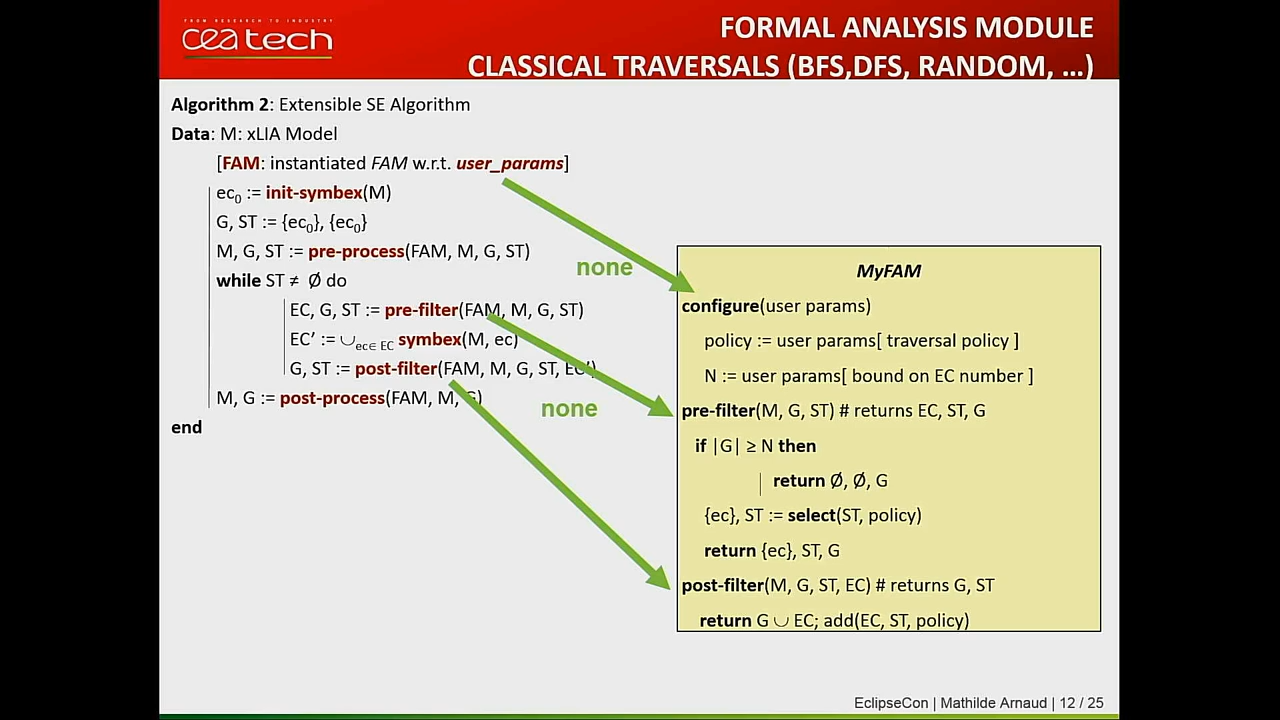 FROM RESEARCH TO INDUSTRY
cea tech
FORMAL ANALYSIS MODULE
CLASSICAL TRAVERSALS (BFS,DFS, RANDOM, ...)
Algorithm 2: Extensible SE Algorithm
Data: M: xLIA Model
[FAM: instantiated FAM w.r.t. user_params]
ec0 := init-symbex(M)
G, ST := {ec0}, {ec0}
M, G, ST := pre-process(FAM, M, G, ST)
while ST ≠ Ø do
EC, G, ST := pre-filter(FAM, M, G, ST)
EC’ := ∪ec∈ EC symbex(M, ec)
G, ST := post-filter(FAM, M, G, ST, EC’)
M, G := post-process(FAM, M, G)
end
none
none
MyFAM
configure(user params)
policy := user params[ traversal policy ]
N := user params[ bound on EC number ]
pre-filter(M, G, ST) # returns EC, ST, G
if |G| ≥ N then
return Ø, Ø, G
{ec}, ST := select(ST, policy)
return {ec}, ST, G
post-filter(M, G, ST, EC) # returns G, ST
return G ∪ EC; add(EC, ST, policy)
EclipseCon | Mathilde Arnaud | 12 / 25